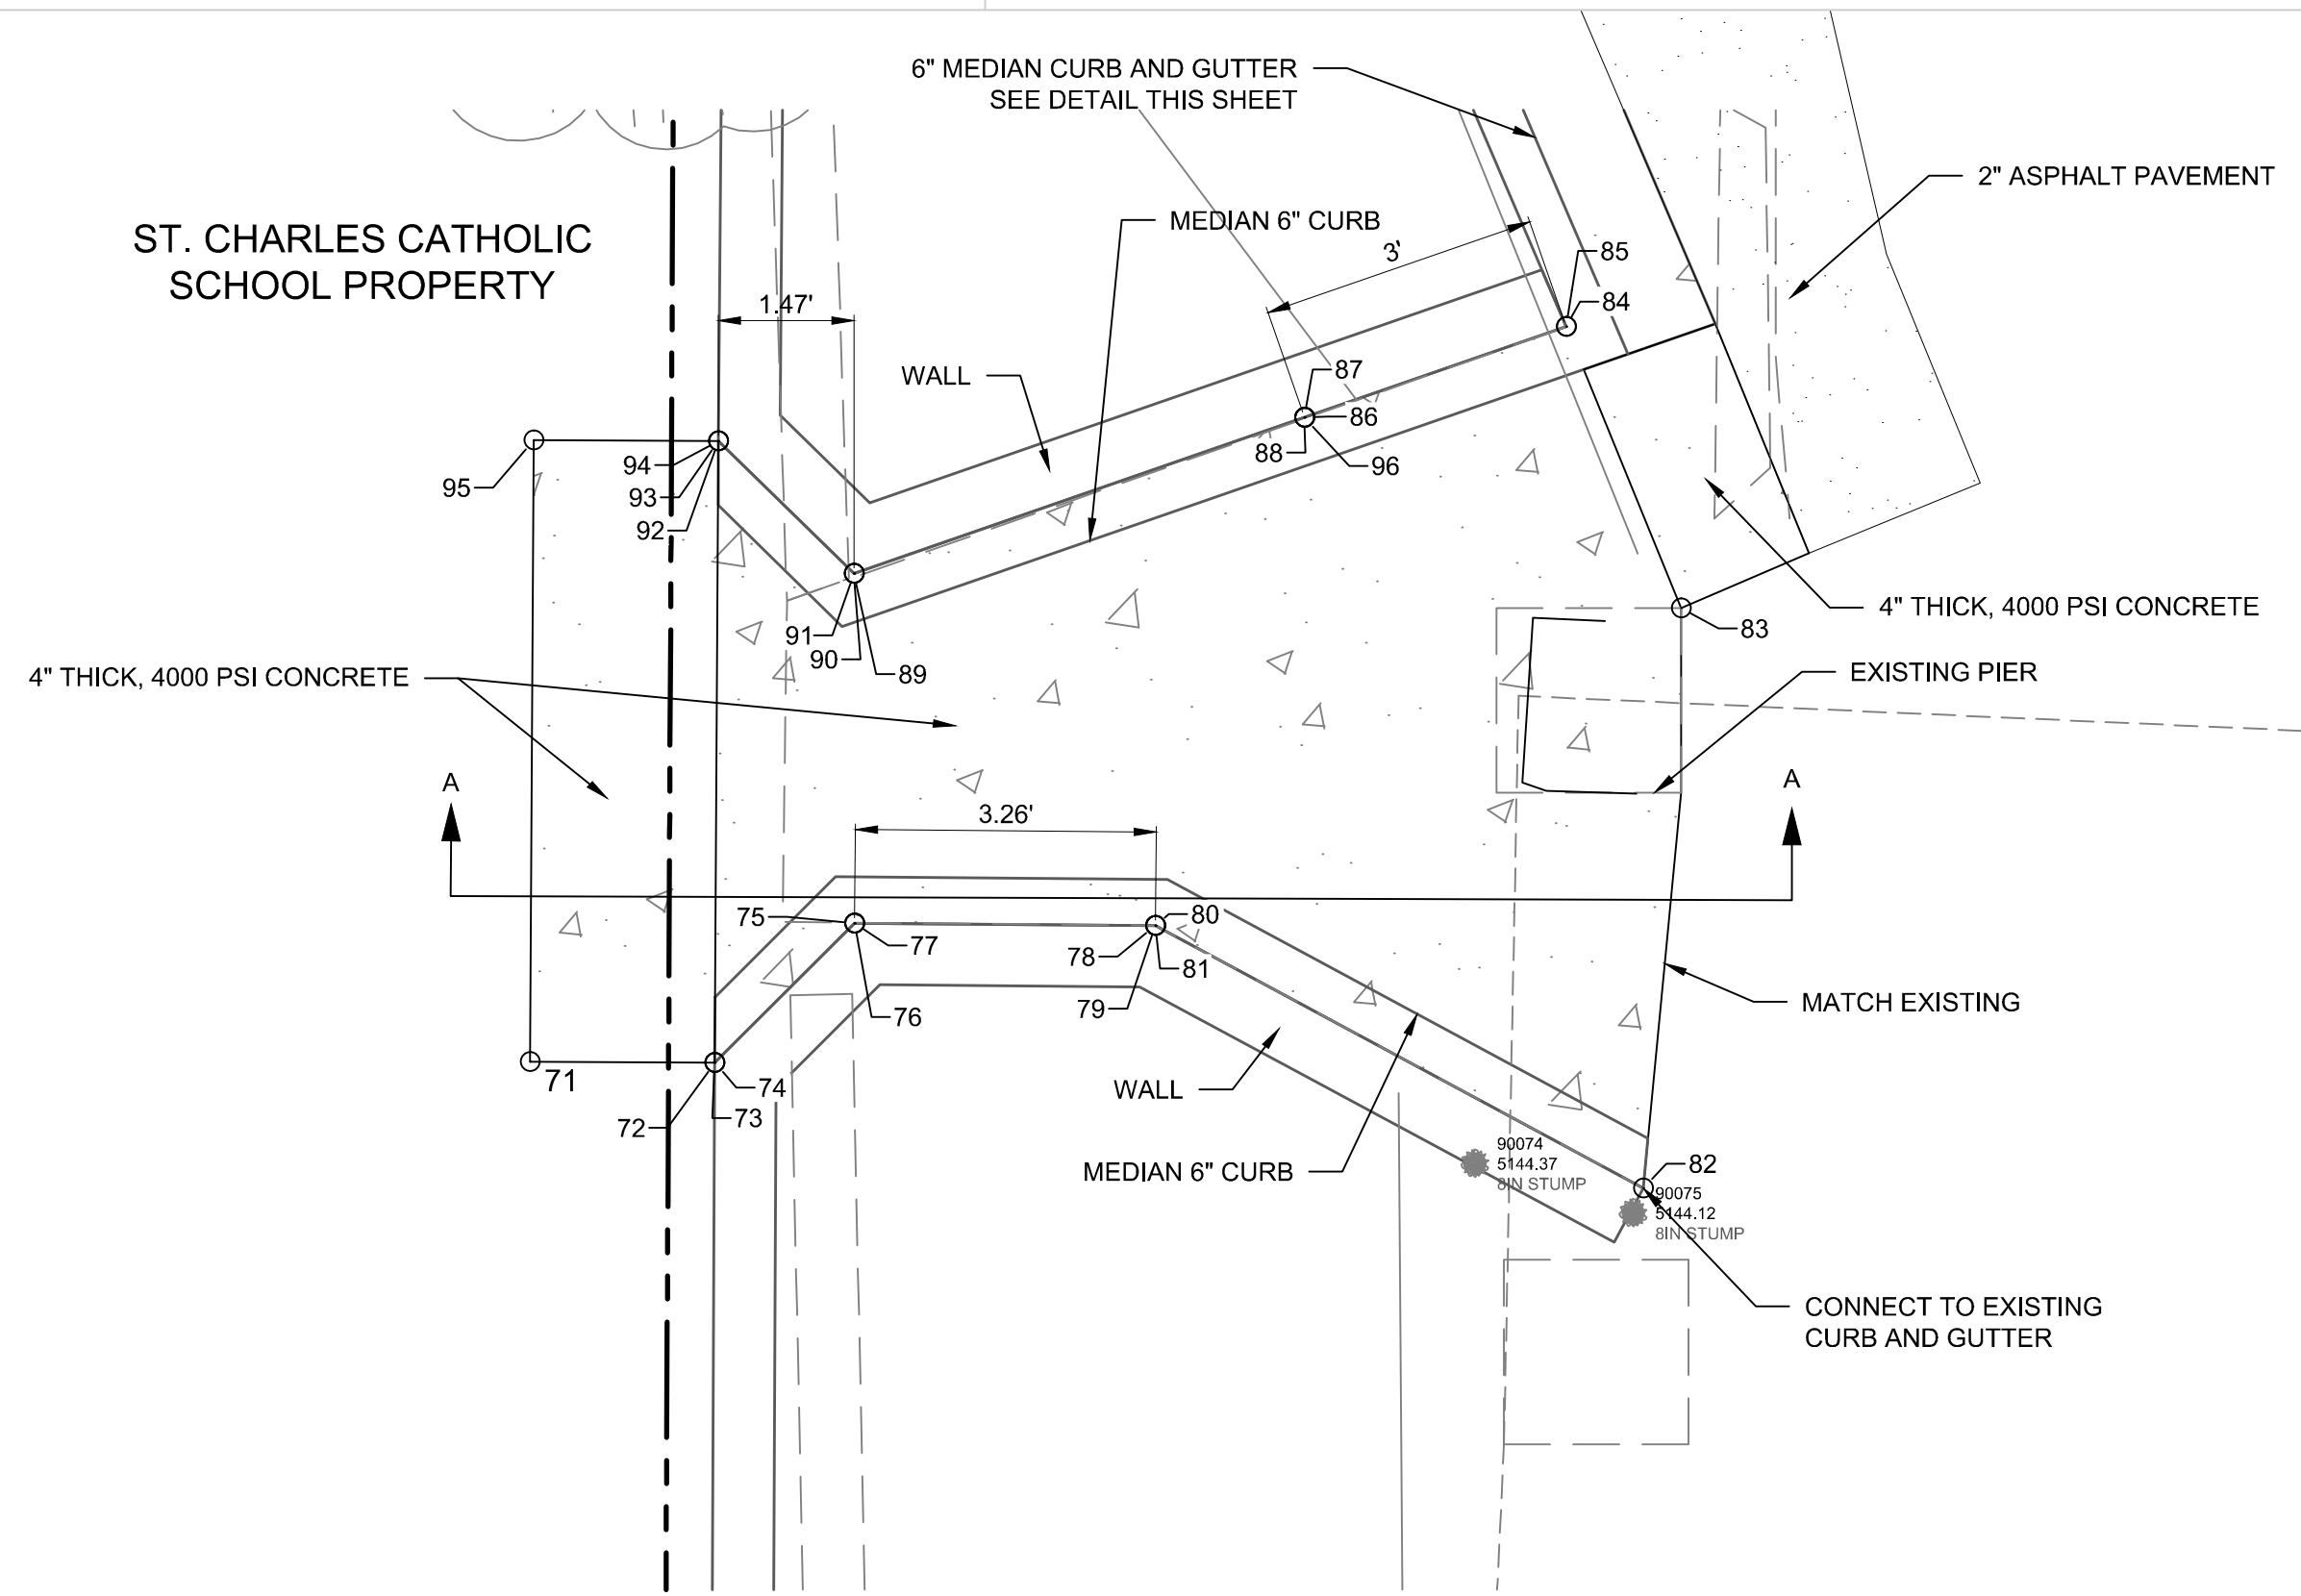 6" MEDIAN CURB AND GUTTER
SEE DETAIL THIS SHEET
2" ASPHALT PAVEMENT
MEDIAN 6" CURB
ST. CHARLES CATHOLIC
SCHOOL PROPERTY
3'
85
84
1.47'
WALL
87
86
88
96
94
95
93
92
91
90
89
4" THICK, 4000 PSI CONCRETE
83
4" THICK, 4000 PSI CONCRETE
EXISTING PIER
A
A
3.26'
75
77
80
78
81
79
76
MATCH EXISTING
71
74
73
72
WALL
MEDIAN 6" CURB
90074
5144.37
8IN STUMP
82
90075
5144.12
8IN STUMP
CONNECT TO EXISTING
CURB AND GUTTER